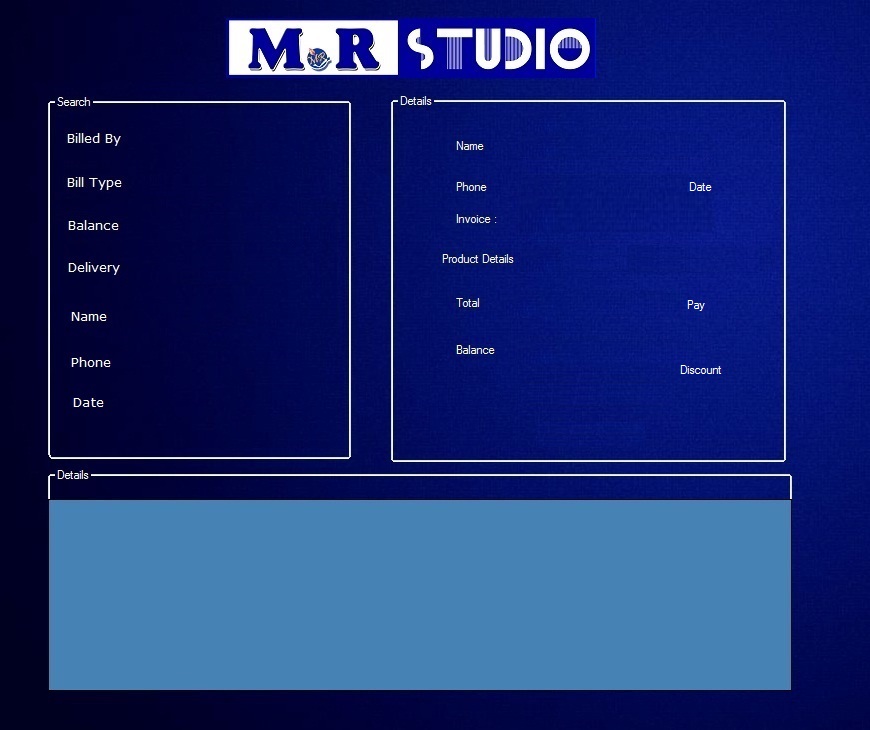 M R STUDIO
Search
Billed By
Bill Type
Balance
Delivery
Name
Phone
Date
Details
Name
Phone
Date
Invoice :
Product Details
Total
Pay
Balance
Discount
Details